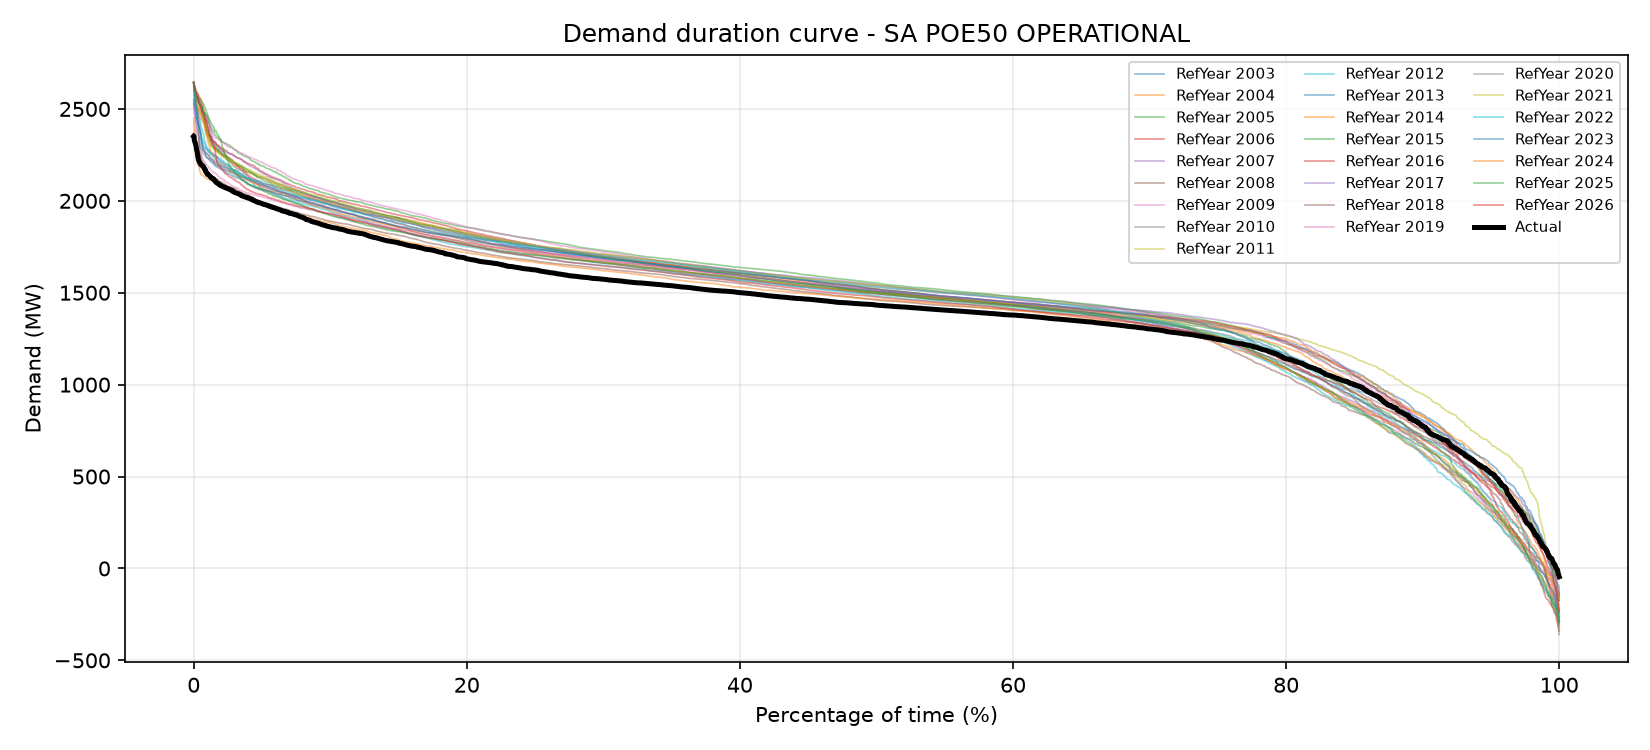 Demand duration curve - SA POE50 OPERATIONAL
RefYear 2003
RefYear 2004
RefYear 2005
RefYear 2006
RefYear 2007
RefYear 2008
RefYear 2009
RefYear 2010
RefYear 2011
RefYear 2012
RefYear 2013
RefYear 2014
RefYear 2015
RefYear 2016
RefYear 2017
RefYear 2018
RefYear 2019
RefYear 2020
RefYear 2021
RefYear 2022
RefYear 2023
RefYear 2024
RefYear 2025
RefYear 2026
Actual
Demand (MW)
2500
2000
1500
1000
500
0
−500
0 20 40 60 80 100
Percentage of time (%)